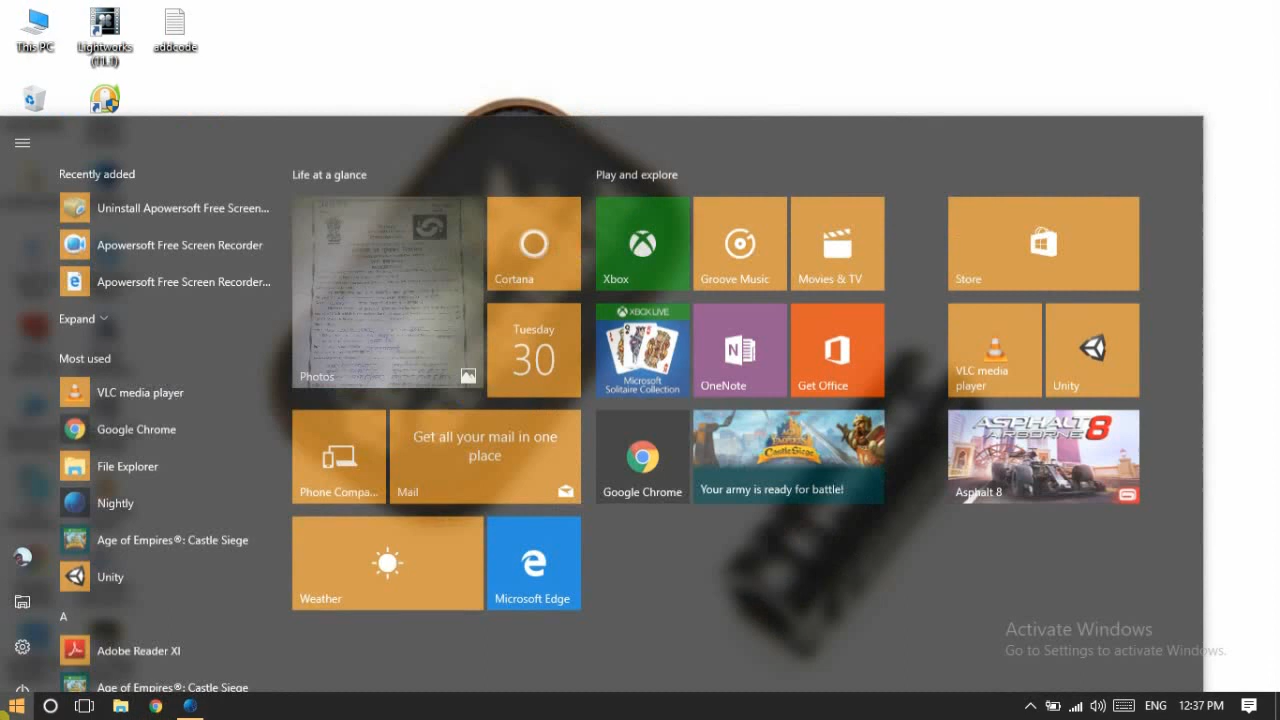 This PC
Lightworks
(11.1)
addcode
Recently added
Uninstall Apowersoft Free Screen...
Apowersoft Free Screen Recorder
Apowersoft Free Screen Recorder...
Expand
Most used
VLC media player
Google Chrome
File Explorer
Nightly
Age of Empires®: Castle Siege
Unity
A
Adobe Reader XI
Age of Empires®: Castle Siege
Life at a glance
Photos
Cortana
Tuesday
30
Phone Compa...
Get all your mail in one
place
Mail
Weather
Microsoft Edge
Play and explore
Xbox
Groove Music
Movies & TV
XBOX LIVE
Microsoft
Solitaire Collection
OneNote
Get Office
Google Chrome
Castle Siege
Your army is ready for battle!
Store
VLC media
player
Unity
ASPHALT 8
AIRBORNE
Asphalt 8
Activate Windows
Go to Settings to activate Windows.
ENG
12:37 PM